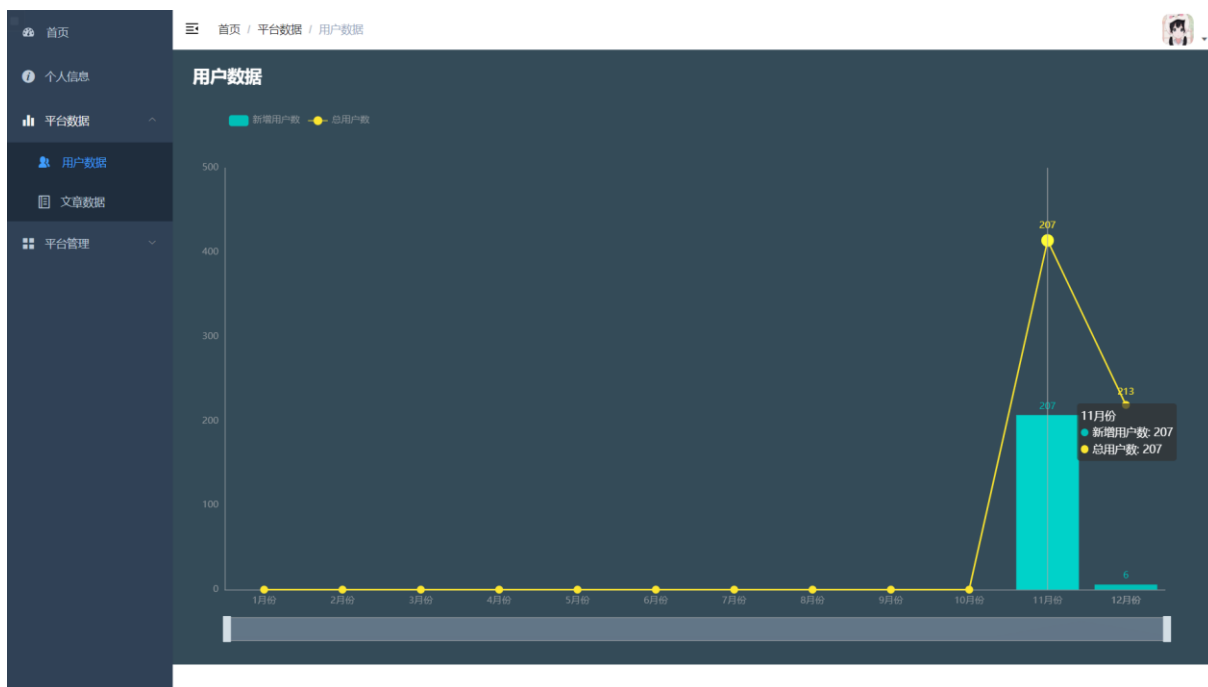 首页
首页 / 平台数据 / 用户数据
个人信息
平台数据
用户数据
文章数据
平台管理
用户数据
新增用户数 总用户数
500
400
300
200
100
0
207
213
207
6
11月份
新增用户数: 207
总用户数: 207
1月份 2月份 3月份 4月份 5月份 6月份 7月份 8月份 9月份 10月份 11月份 12月份